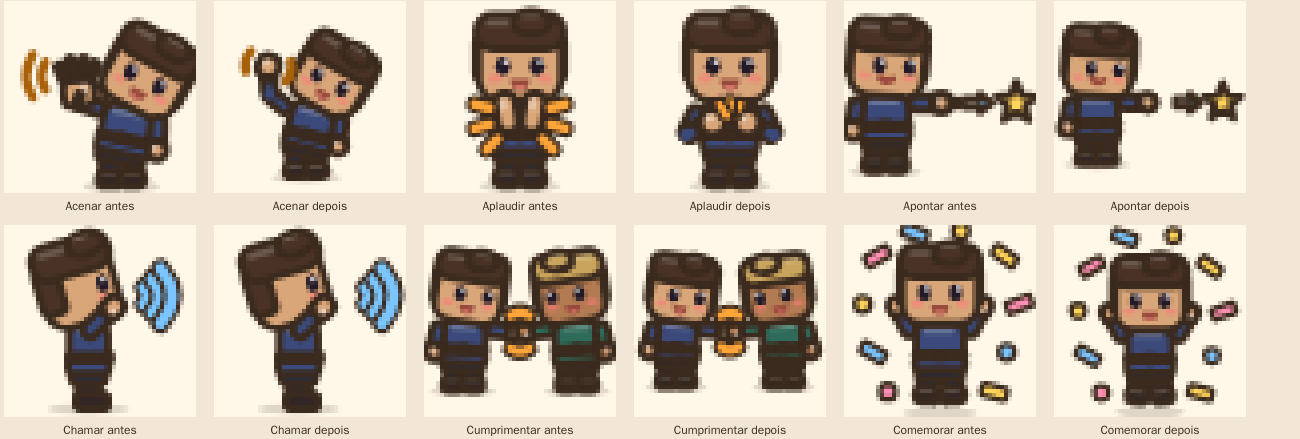 Acenar antes
Acenar depois
Aplaudir antes
Aplaudir depois
Apontar antes
Apontar depois
Chamar antes
Chamar depois
Cumprimentar antes
Cumprimentar depois
Comemorar antes
Comemorar depois